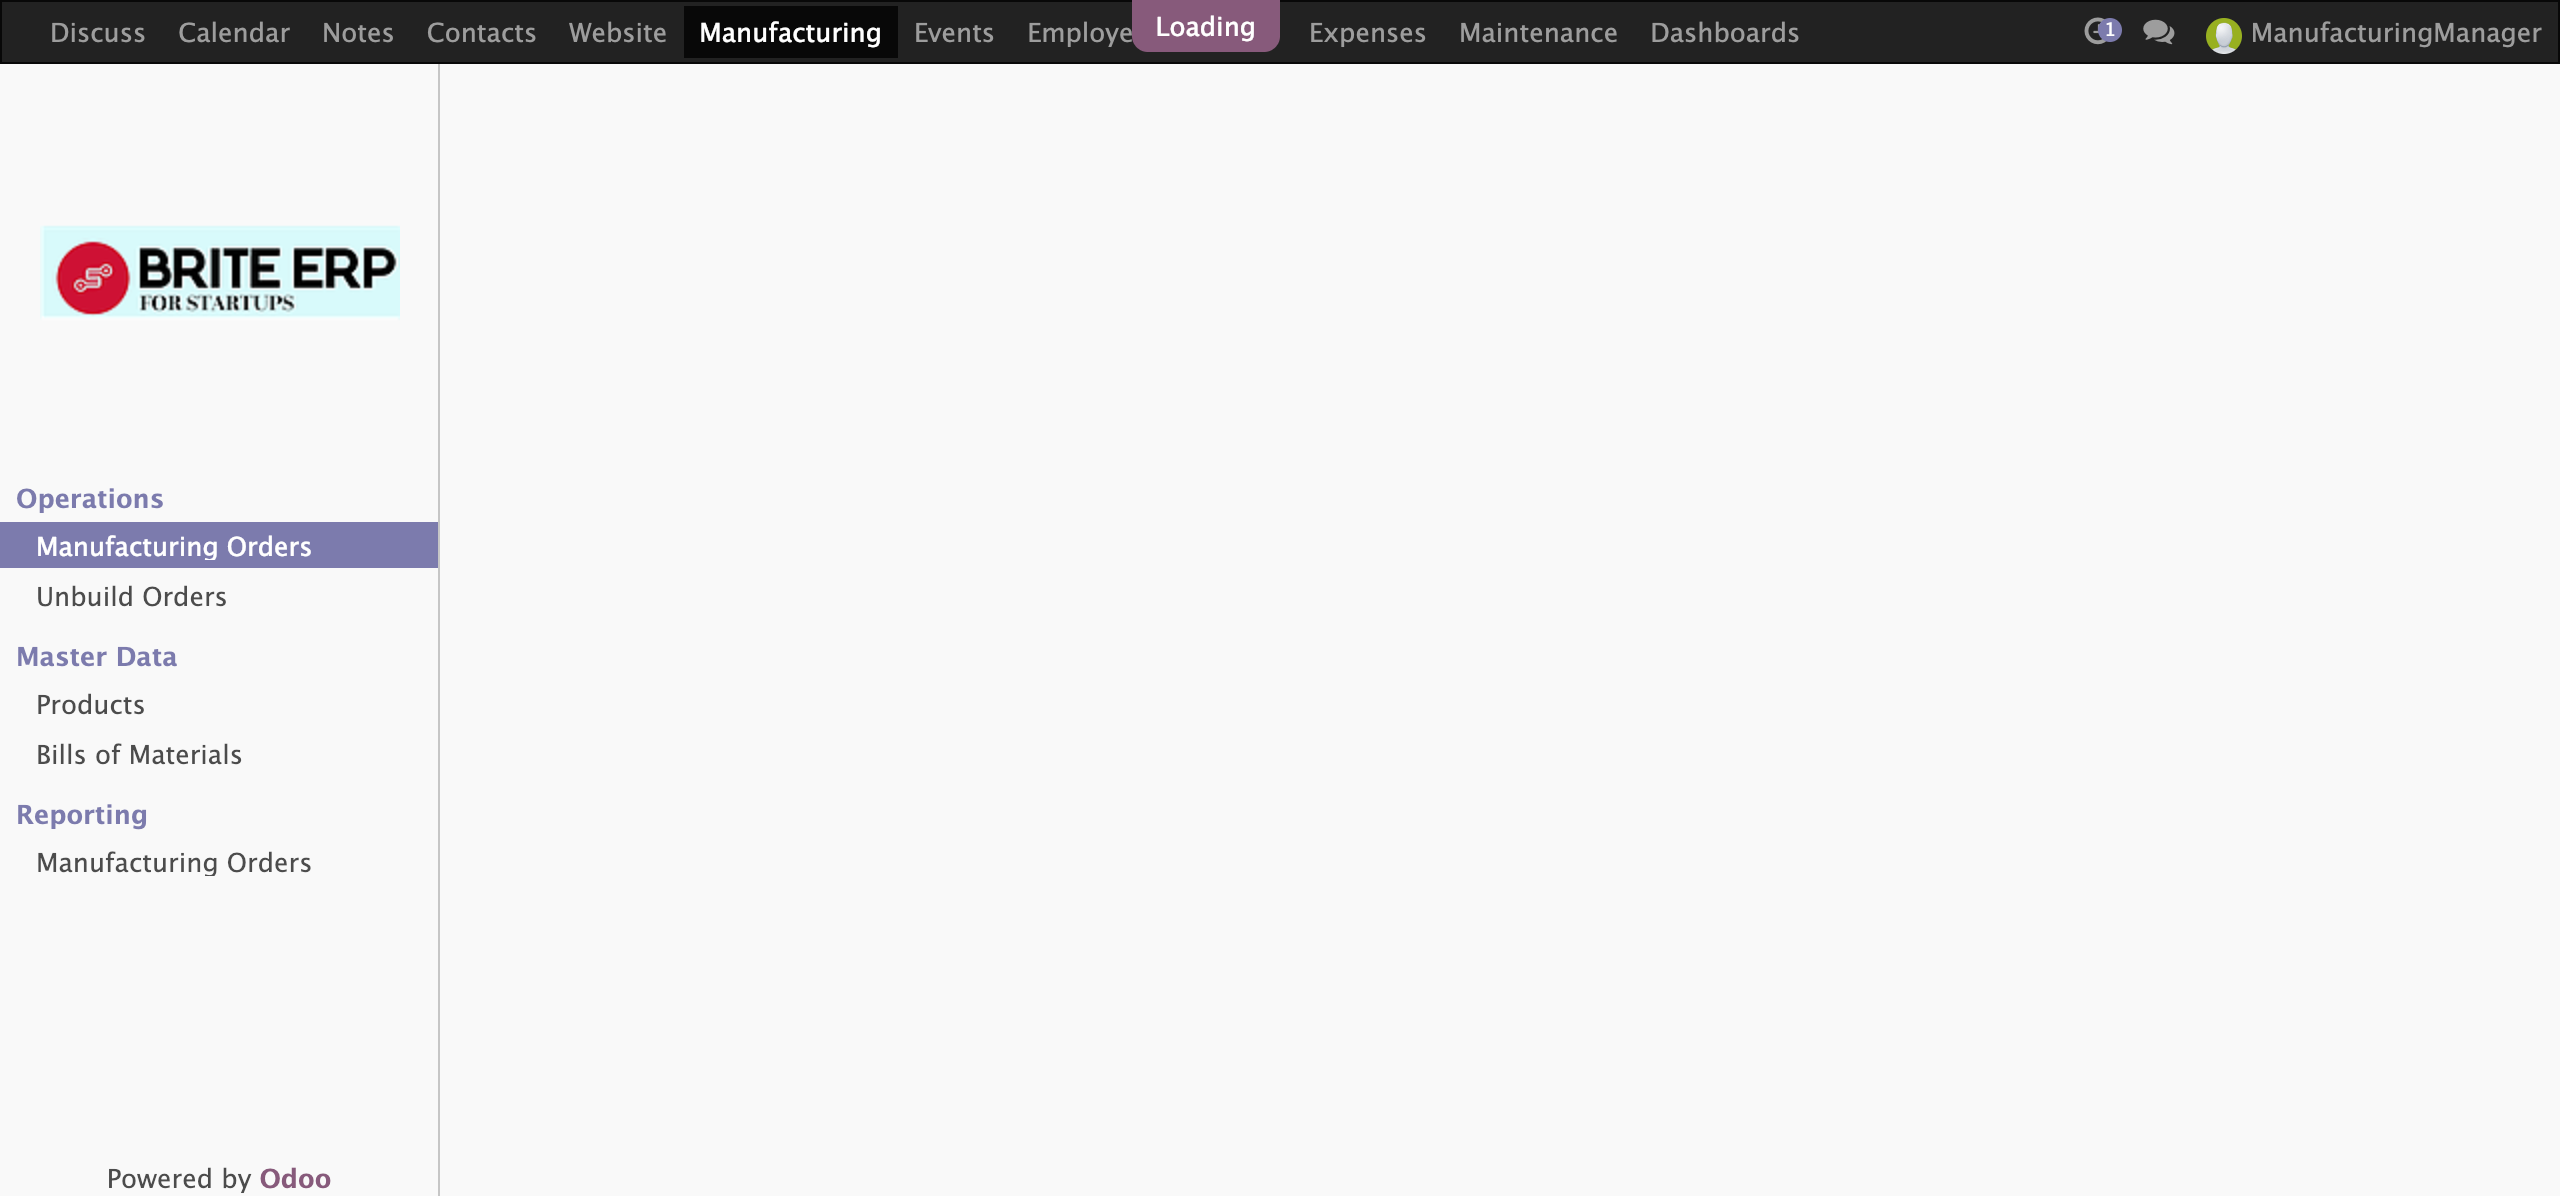 Discuss Calendar Notes Contacts Website Manufacturing Events Employe Loading Expenses Maintenance Dashboards 1 ManufacturingManager
BRITE ERP
FOR STARTUPS
Operations
Manufacturing Orders
Unbuild Orders
Master Data
Products
Bills of Materials
Reporting
Manufacturing Orders
Powered by Odoo